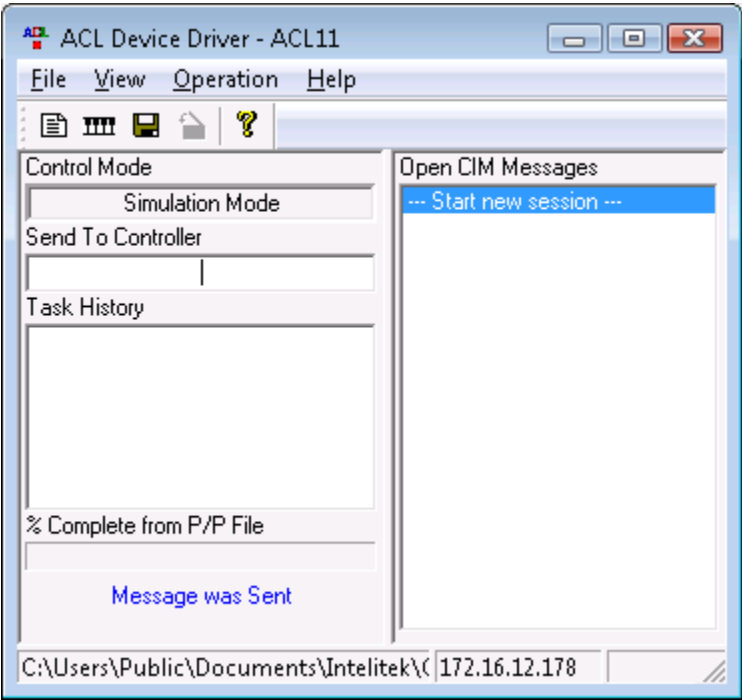 ACL Device Driver - ACL11
File View Operation Help
Control Mode
Simulation Mode
Send To Controller
Task History
% Complete from P/P File
Message was Sent
Open CIM Messages
--- Start new session ---
C:\Users\Public\Documents\Intelitek\( 172.16.12.178